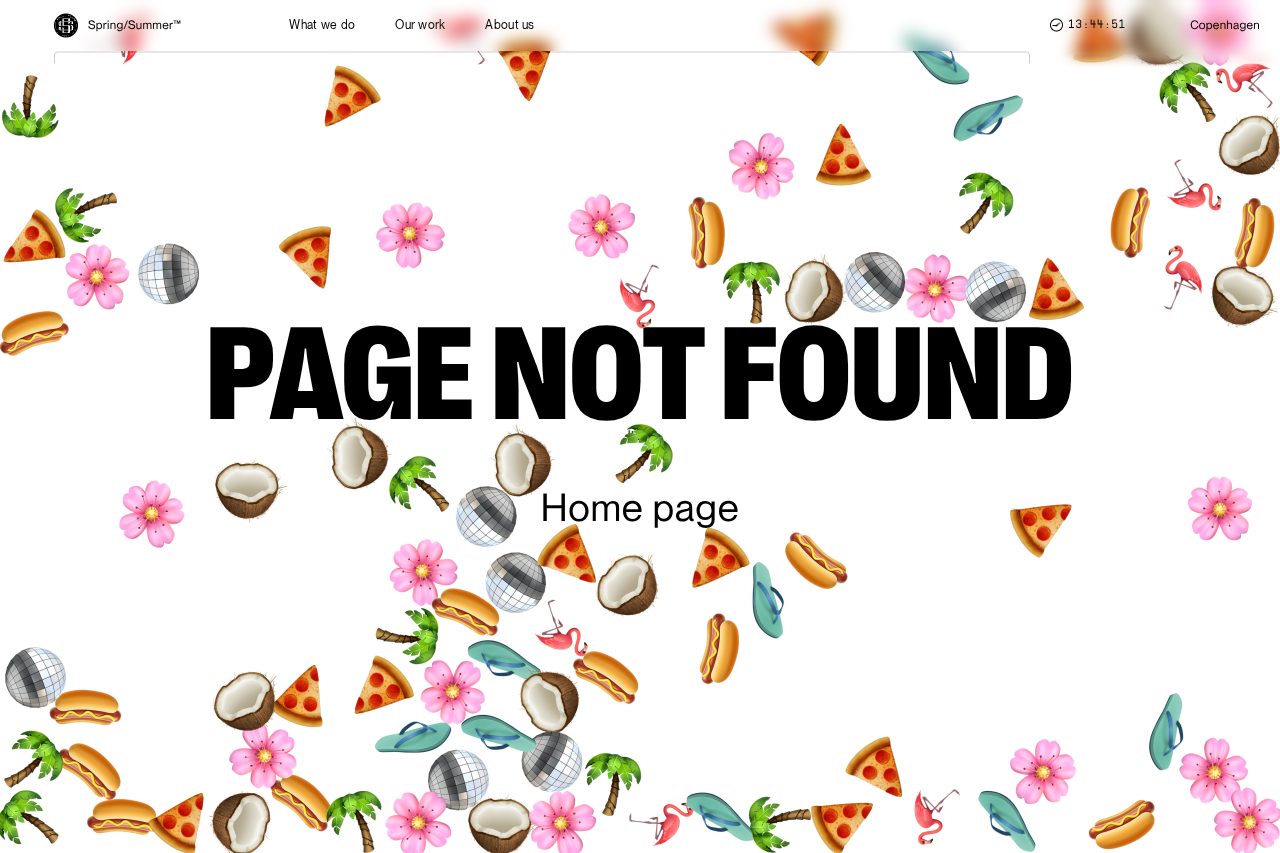 Spring/Summer™
What we do
Our work
About us
13:44:51
Copenhagen
PAGE NOT FOUND
Home page